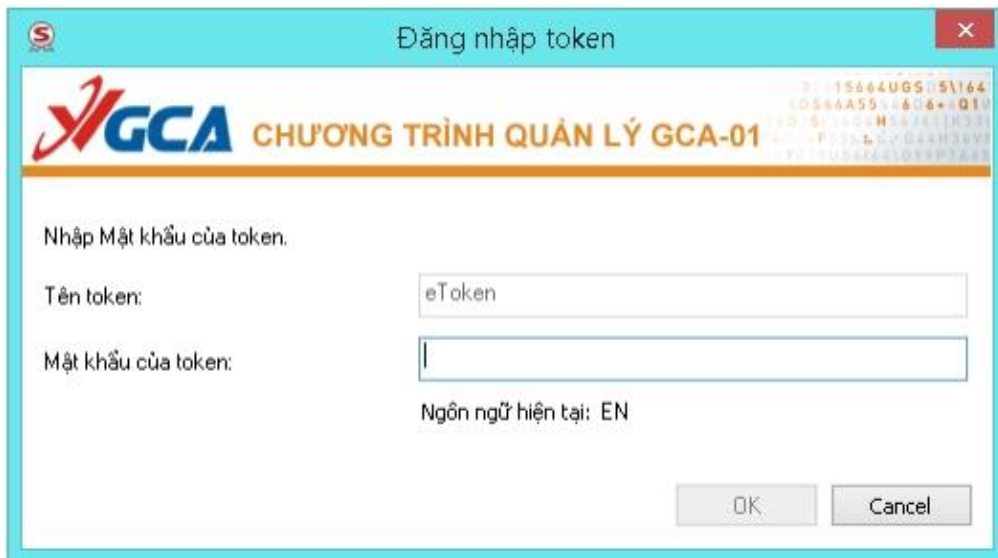 Đăng nhập token
GCA CHƯƠNG TRÌNH QUẢN LÝ GCA-01
Nhập Mật khẩu của token.
Tên token: eToken
Mật khẩu của token:
Ngôn ngữ hiện tại: EN
OK Cancel